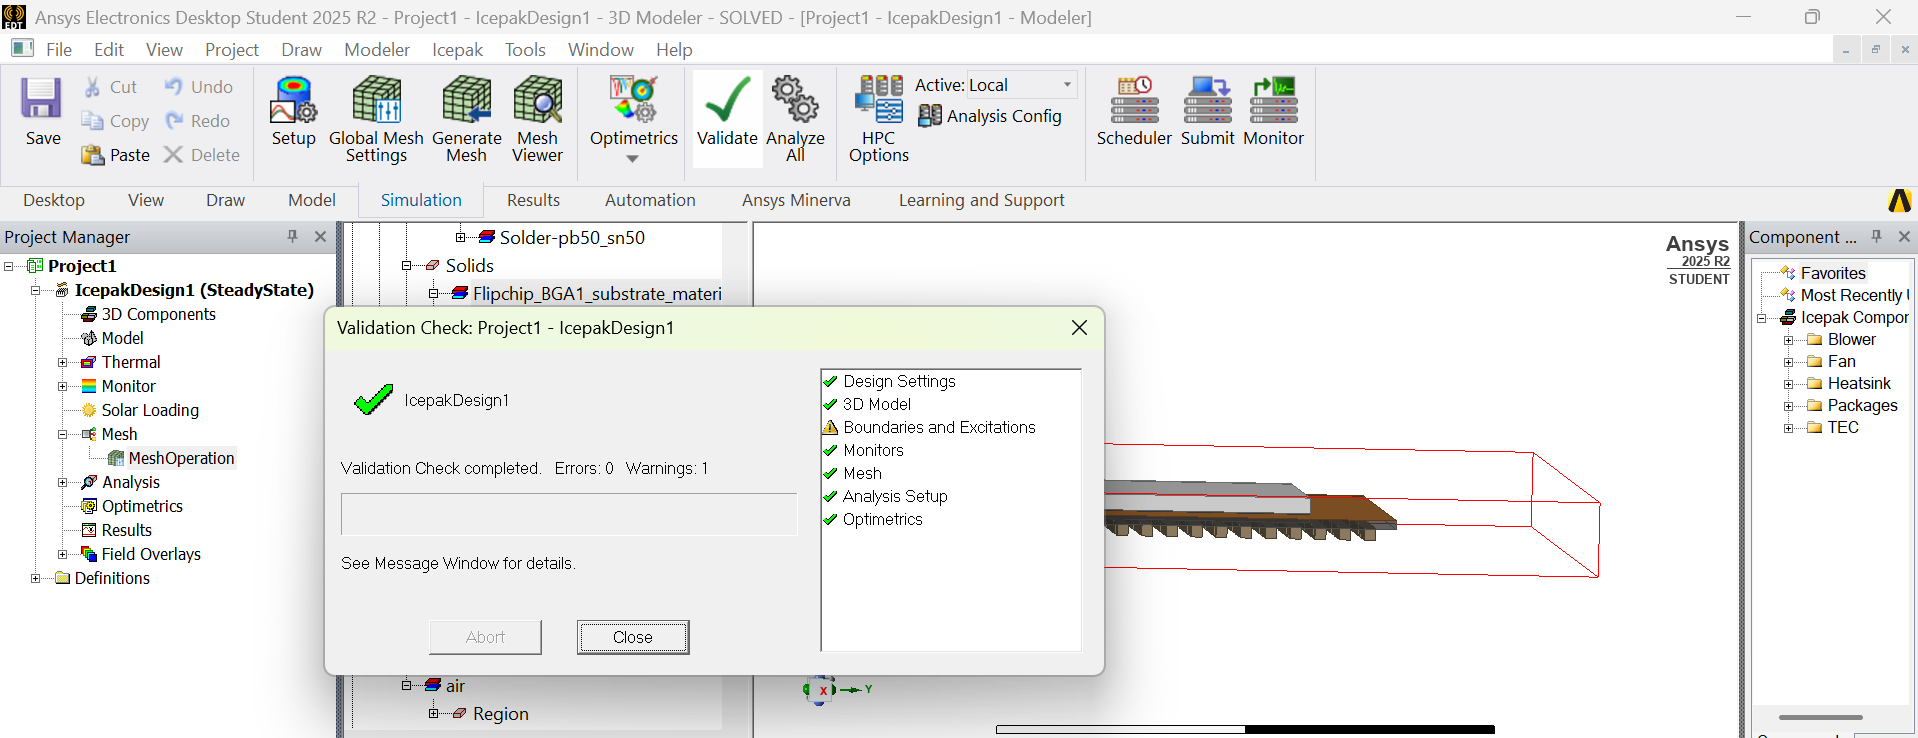 Ansys Electronics Desktop Student 2025 R2 - Project1 - IcepakDesign1 - 3D Modeler - SOLVED - [Project1 - IcepakDesign1 - Modeler]
File Edit View Project Draw Modeler Icepak Tools Window Help
Save
Cut
Copy
Paste
Undo
Redo
Delete
Setup
Global Mesh
Settings
Generate
Mesh
Mesh
Viewer
Optimetrics
Validate
Analyze
All
HPC
Options
Active: Local
Analysis Config
Scheduler
Submit
Monitor
Desktop View Draw Model Simulation Results Automation Ansys Minerva Learning and Support
Project Manager
Project1
IcepakDesign1 (SteadyState)
3D Components
Model
Thermal
Monitor
Solar Loading
Mesh
MeshOperation
Analysis
Optimetrics
Results
Field Overlays
Definitions
Solder-pb50_sn50
Solids
Flipchip_BGA1_substrate_materi
Validation Check: Project1 - IcepakDesign1
IcepakDesign1
Validation Check completed. Errors: 0 Warnings: 1
See Message Window for details.
Abort
Close
Design Settings
3D Model
Boundaries and Excitations
Monitors
Mesh
Analysis Setup
Optimetrics
air
Region
X
Y
Ansys
2025 R2
STUDENT
Component ...
Favorites
Most Recently
Icepak Compor
Blower
Fan
Heatsink
Packages
TEC
EDT